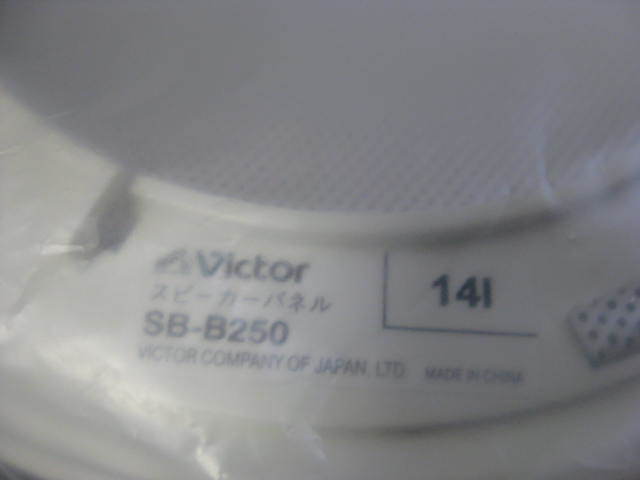 Victor
スピーカーパネル
SB-B250
VICTOR COMPANY OF JAPAN, LTD.
MADE IN CHINA
14I